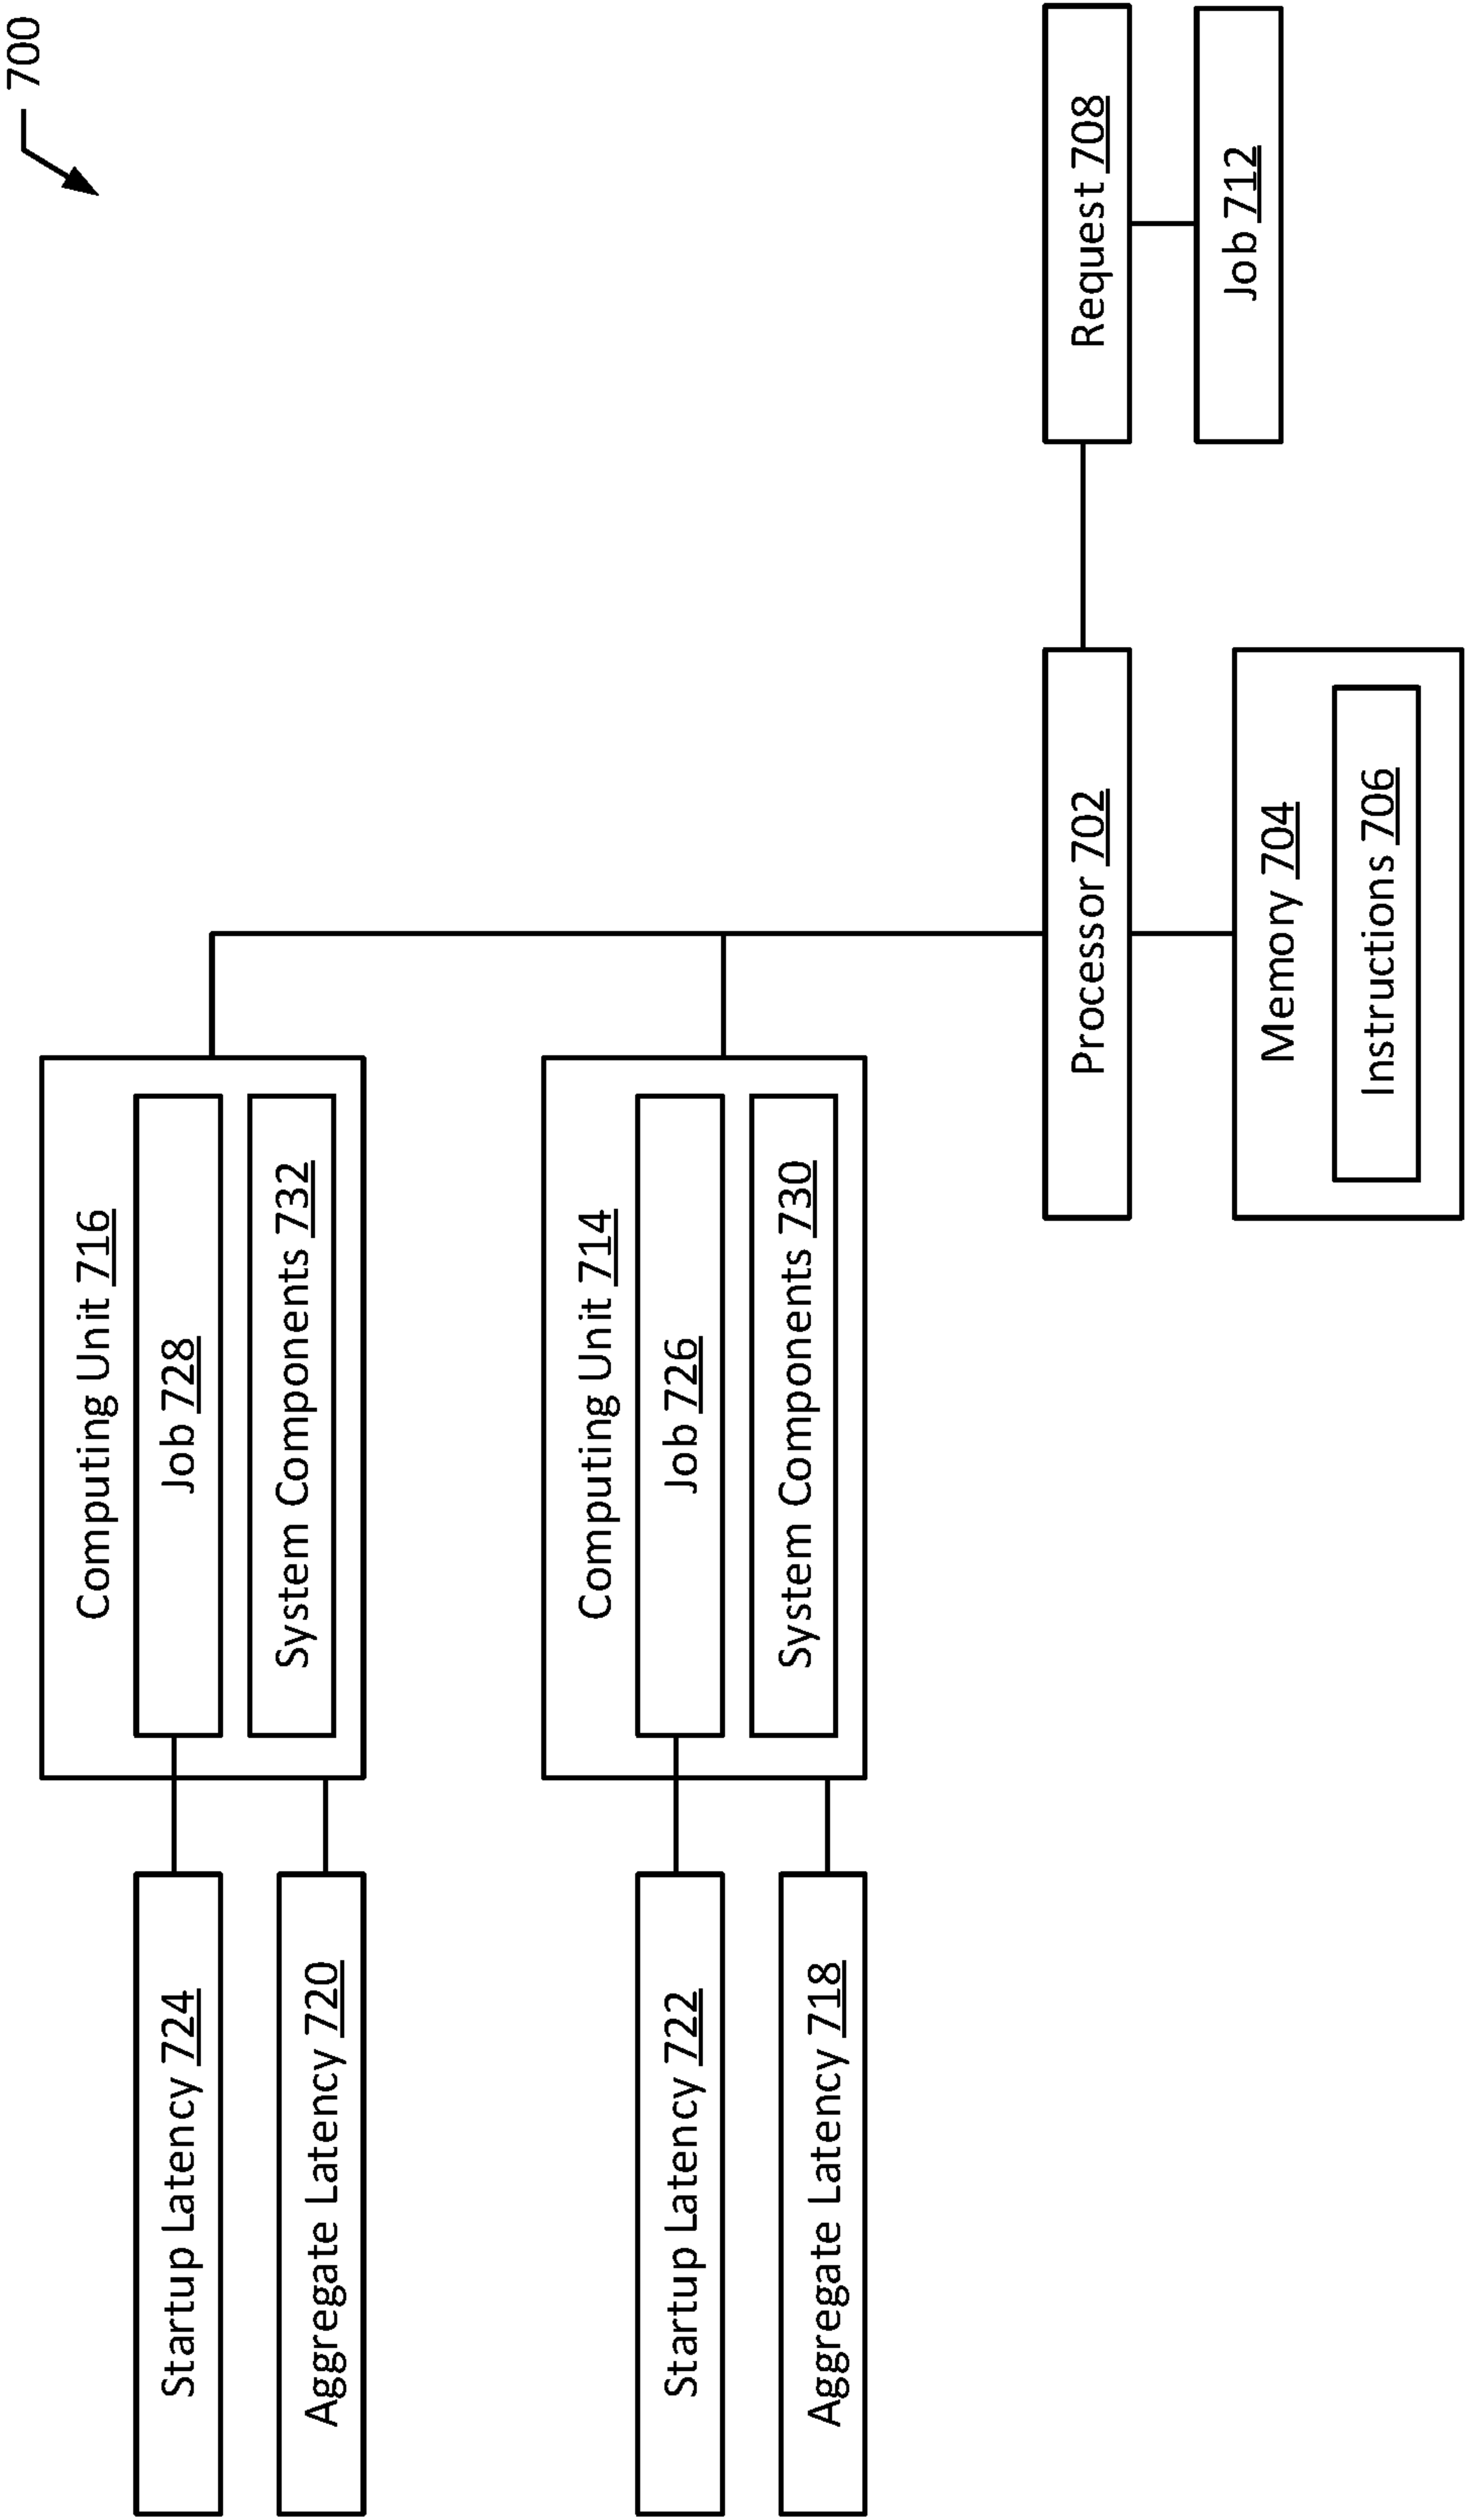 700
Computing Unit 716
Job 728
System Components 732
Startup Latency 724
Aggregate Latency 720
Computing Unit 714
Job 726
System Components 730
Startup Latency 722
Aggregate Latency 718
Processor 702
Memory 704
Instructions 706
Request 708
Job 712